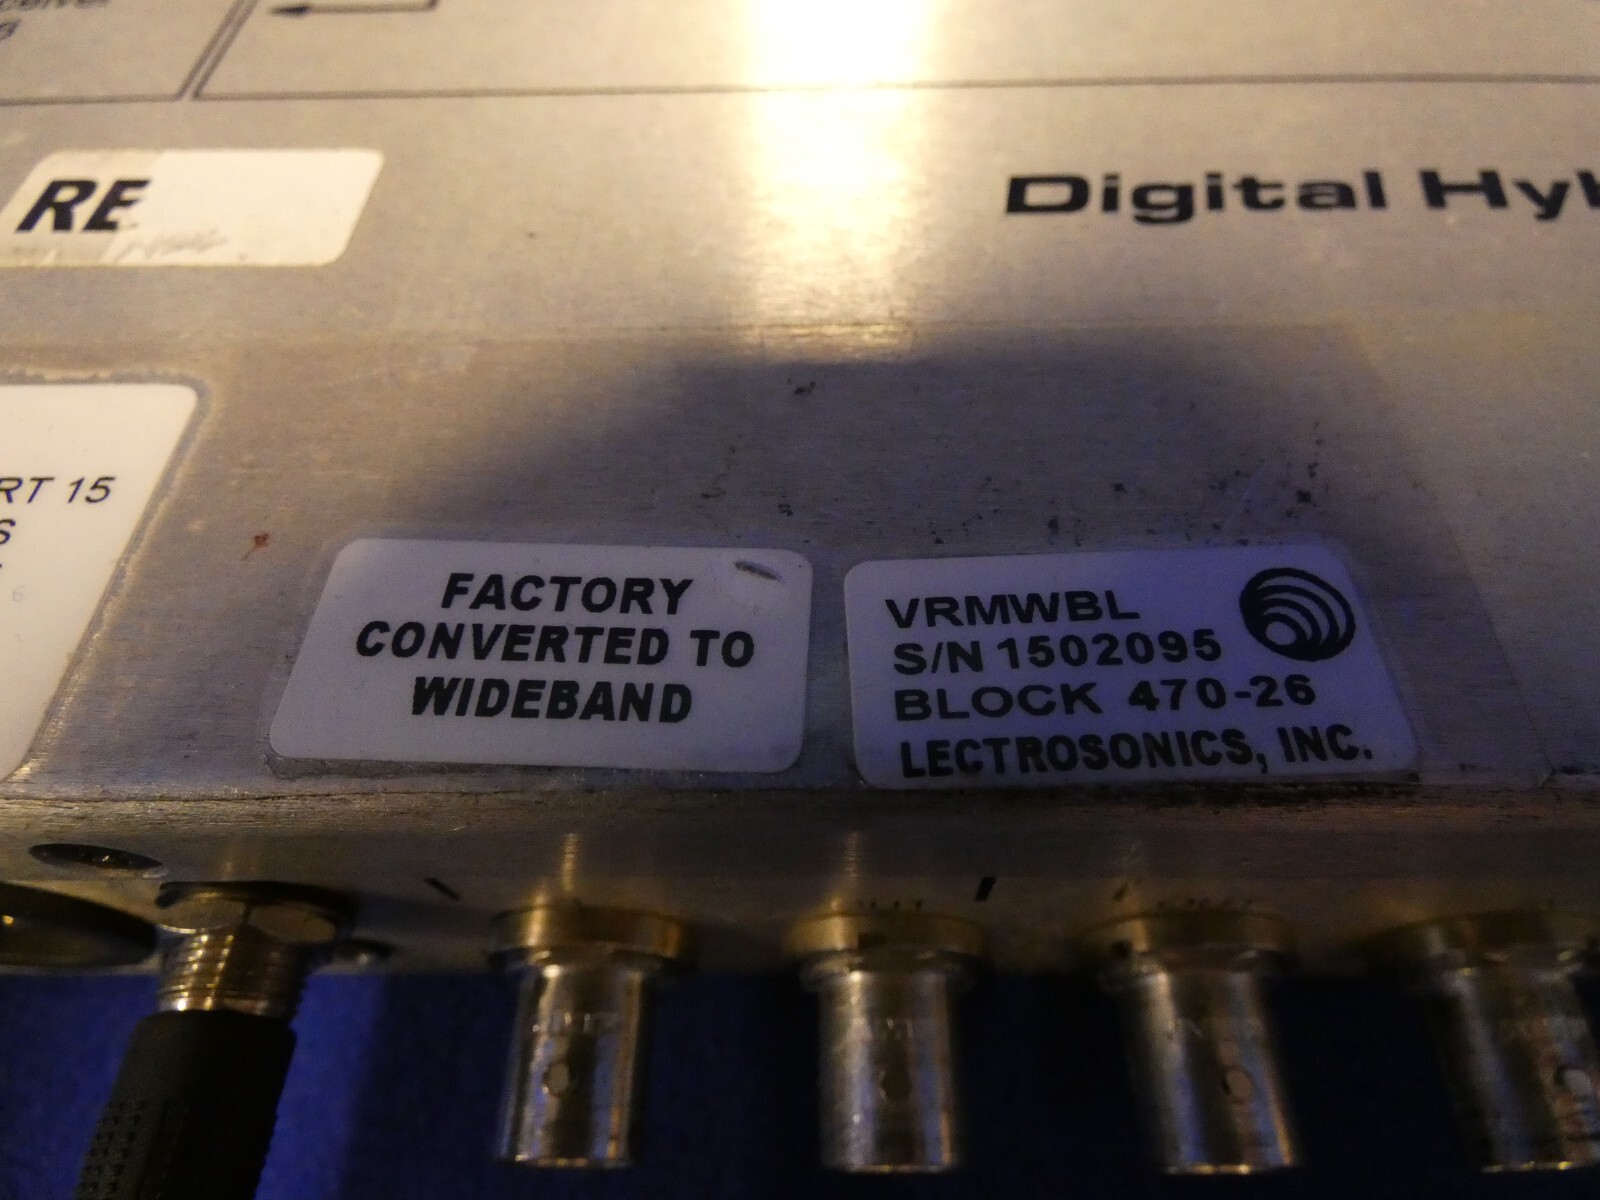 RE
Digital Hyb
RT 15
FACTORY
CONVERTED TO
WIDEBAND
VRMWBL
S/N 1502095
BLOCK 470-26
LECTROSONICS, INC.